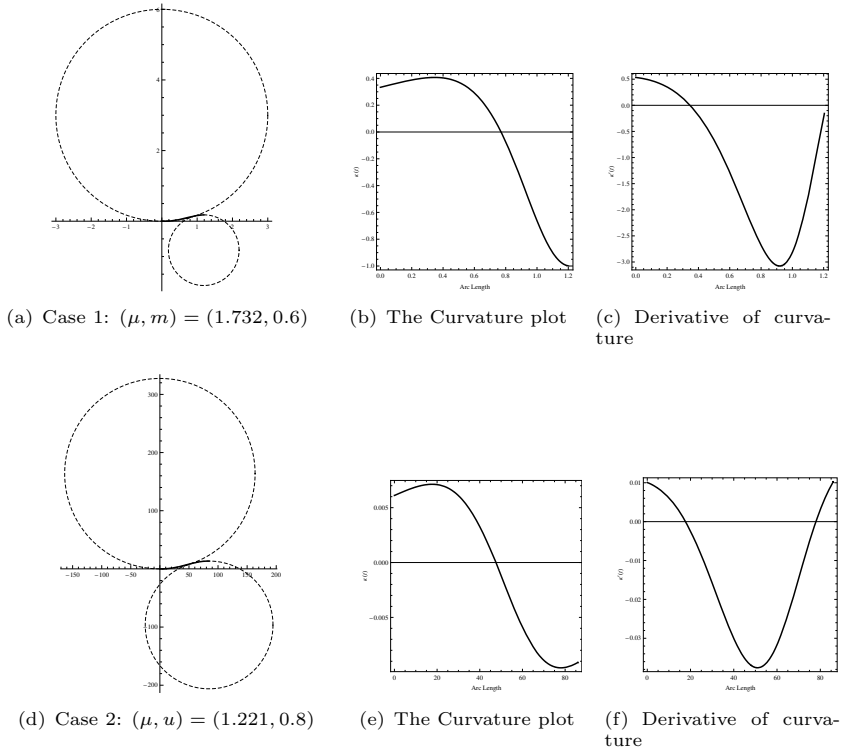 6
4
2
−3 −2 −1 1 2 3
0.4
0.2
0.0
−0.2
−0.4
−0.6
−0.8
−1.0
κ(t)
0.0 0.2 0.4 0.6 0.8 1.0 1.2
Arc Length
0.5
0.0
−0.5
−1.0
−1.5
−2.0
−2.5
−3.0
κ′(t)
0.0 0.2 0.4 0.6 0.8 1.0 1.2
Arc Length
(a) Case 1: (μ, m) = (1.732, 0.6)
(b) The Curvature plot
(c) Derivative of curva-
ture
300
200
100
−150 −100 −50 50 100 150 200
−100
−200
0.005
0.000
−0.005
κ(t)
0 20 40 60 80
Arc Length
0.01
0.00
−0.01
−0.02
−0.03
κ′(t)
0 20 40 60 80
Arc Length
(d) Case 2: (μ, u) = (1.221, 0.8)
(e) The Curvature plot
(f) Derivative of curva-
ture